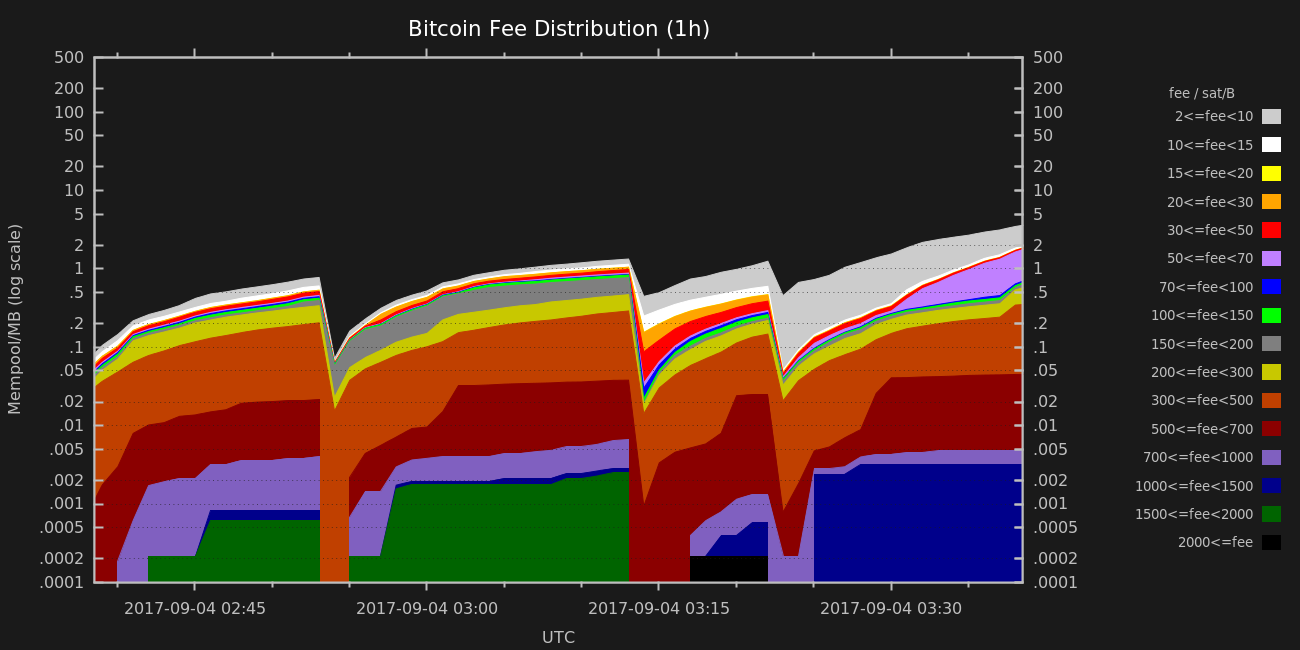 Bitcoin Fee Distribution (1h)
Mempool/MB (log scale)
500
200
100
50
20
10
5
2
1
.5
.2
.1
.05
.02
.01
.005
.002
.001
.0005
.0002
.0001
500
200
100
50
20
10
5
2
1
.5
.2
.1
.05
.02
.01
.005
.002
.001
.0005
.0002
.0001
2017-09-04 02:45 2017-09-04 03:00 2017-09-04 03:15 2017-09-04 03:30
UTC
fee / sat/B
2<=fee<10
10<=fee<15
15<=fee<20
20<=fee<30
30<=fee<50
50<=fee<70
70<=fee<100
100<=fee<150
150<=fee<200
200<=fee<300
300<=fee<500
500<=fee<700
700<=fee<1000
1000<=fee<1500
1500<=fee<2000
2000<=fee